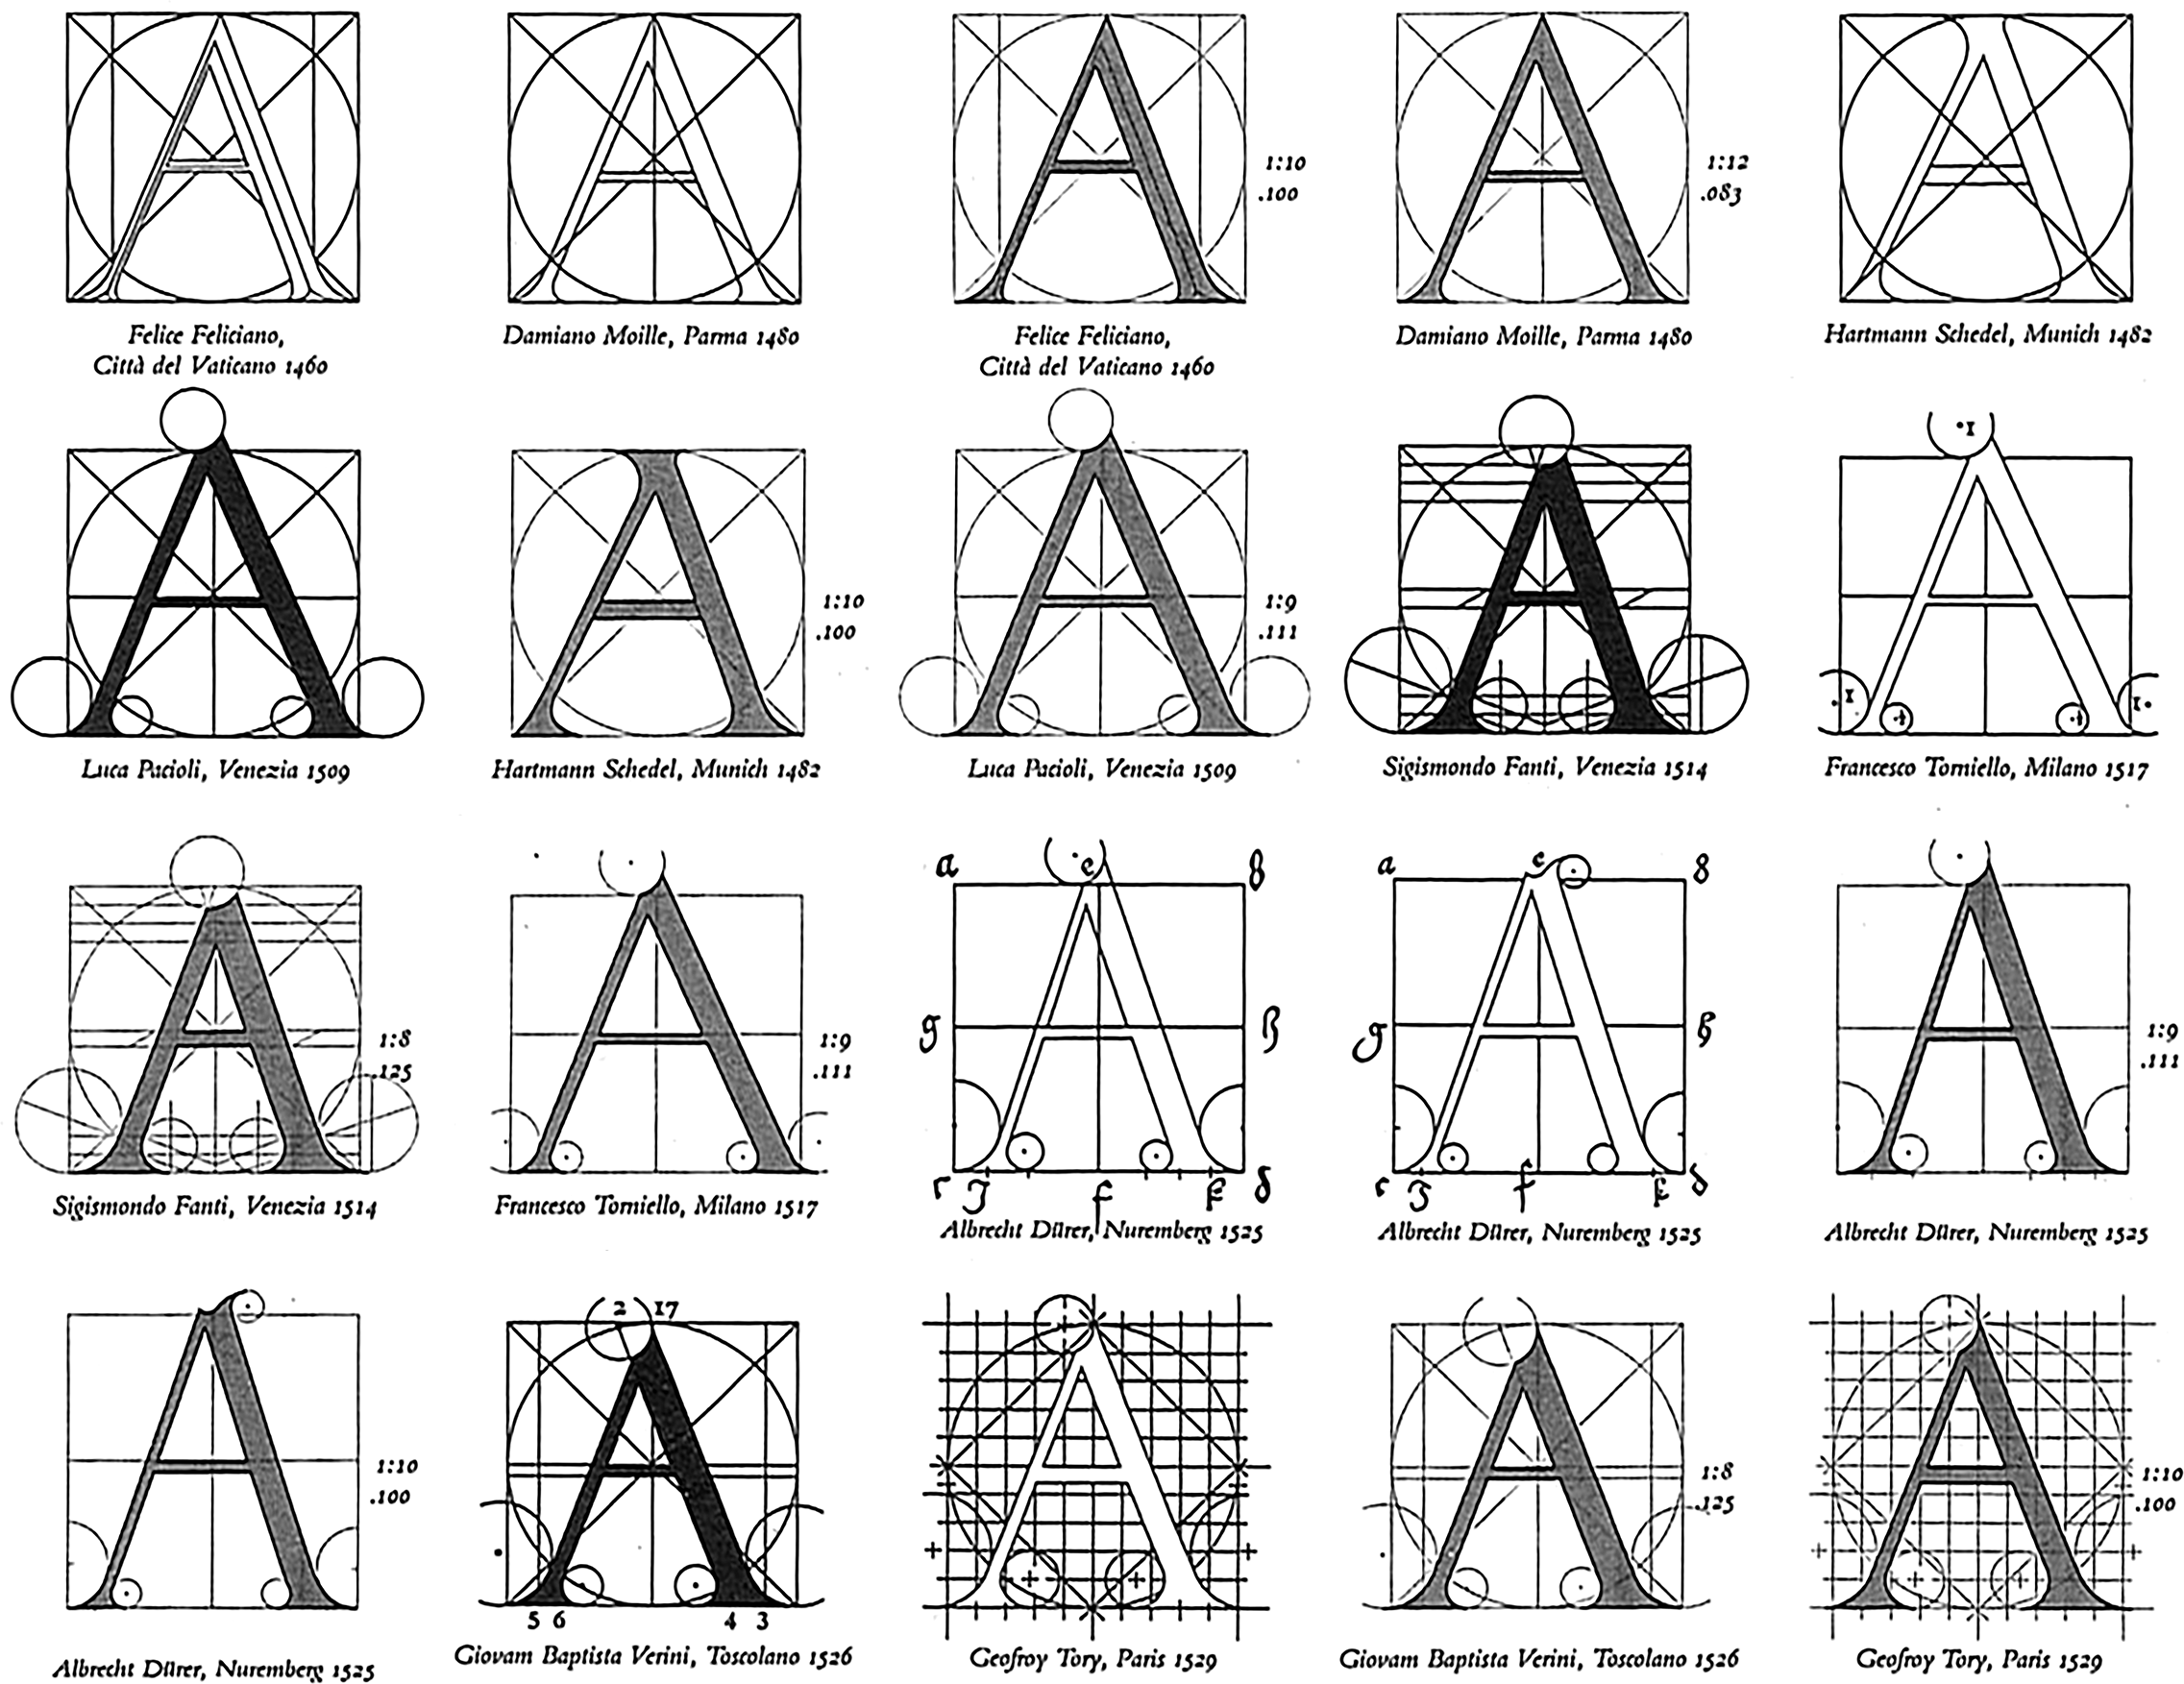 1:10
.100
1:12
.083
Felice Feliciano,
Città del Vaticano 1460
Damiano Moille, Parma 1480
Felice Feliciano,
Città del Vaticano 1460
Damiano Moille, Parma 1480
Hartmann Schedel, Munich 1482
•1
1:10
.100
1:9
.111
1
1
Luca Pacioli, Venezia 1509
Hartmann Schedel, Munich 1482
Luca Pacioli, Venezia 1509
Sigismondo Fanti, Venezia 1514
Francesco Torniello, Milano 1517
a
e
a
e
g
g
1:8
.125
1:9
.111
1:9
.111
f
f
Sigismondo Fanti, Venezia 1514
Francesco Torniello, Milano 1517
Albrecht Dürer, Nuremberg 1525
Albrecht Dürer, Nuremberg 1525
Albrecht Dürer, Nuremberg 1525
2 17
1:10
.100
1:8
.125
1:10
.100
5 6
4 3
Albrecht Dürer, Nuremberg 1525
Giovam Baptista Verini, Toscolano 1526
Geofroy Tory, Paris 1529
Giovam Baptista Verini, Toscolano 1526
Geofroy Tory, Paris 1529